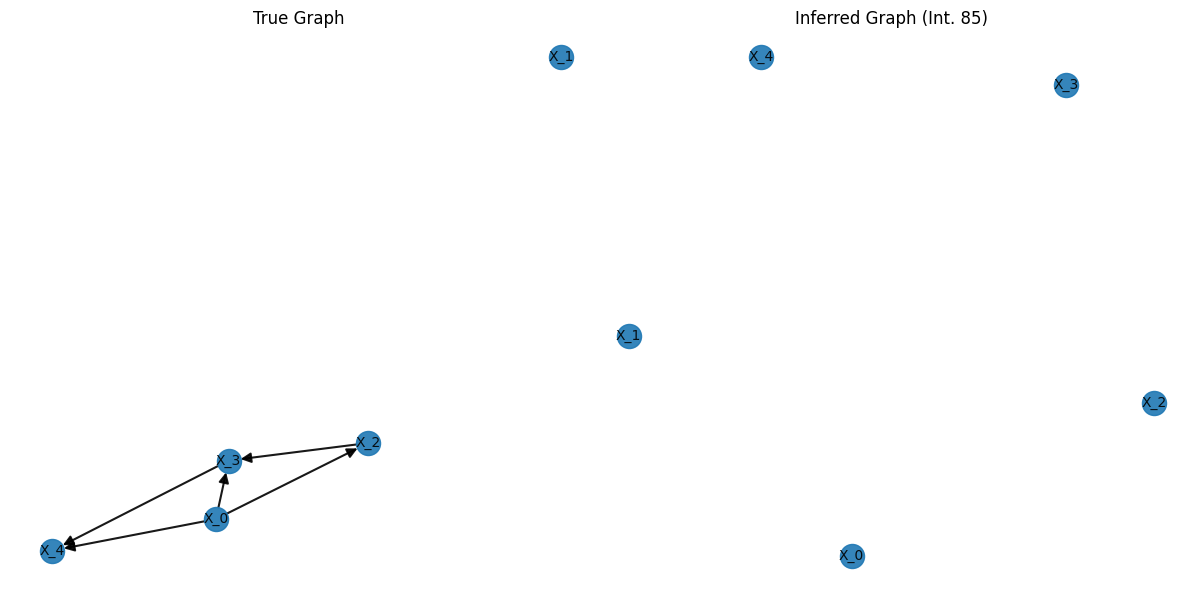 True Graph
X_1
X_2
X_3
X_0
X_4
Inferred Graph (Int. 85)
X_4
X_3
X_1
X_2
X_0